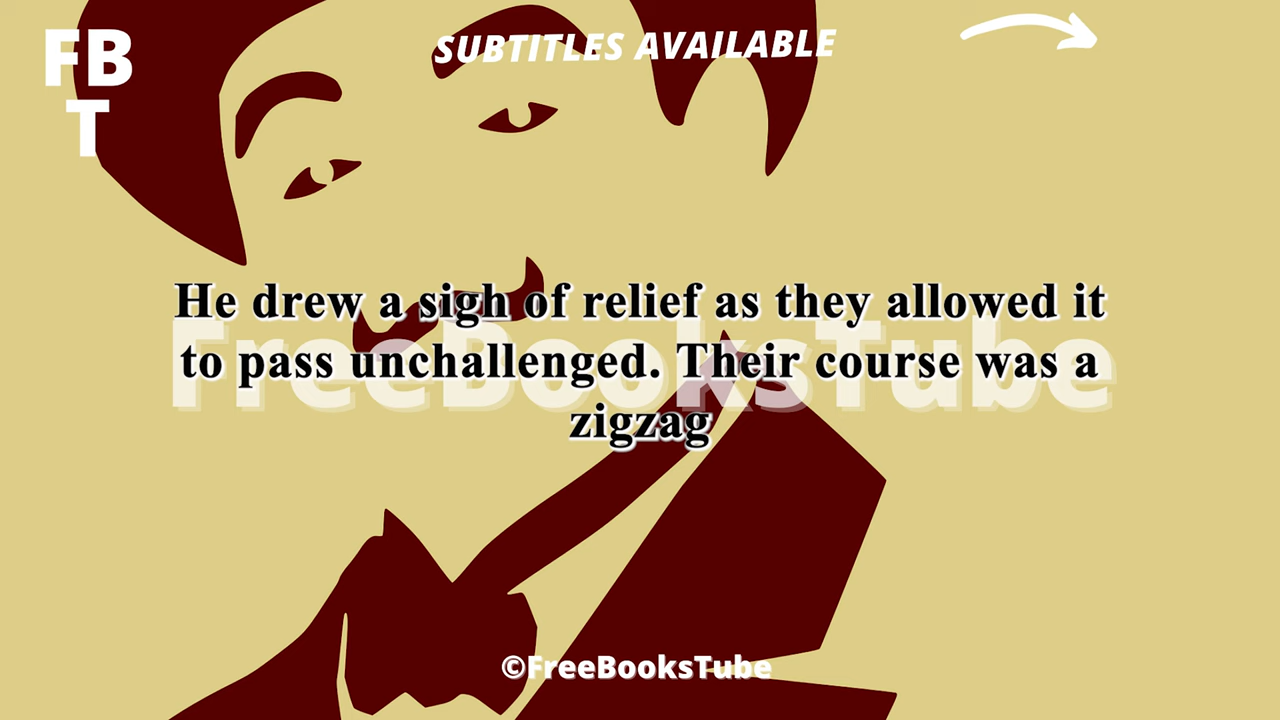 FB
T
SUBTITLES AVAILABLE
He drew a sigh of relief as they allowed it
to pass unchallenged. Their course was a
zigzag
FreeBooksTube
©FreeBooksTube